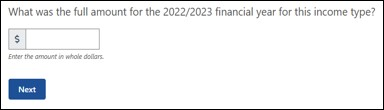 What was the full amount for the 2022/2023 financial year for this income type?
$
Enter the amount in whole dollars.
Next